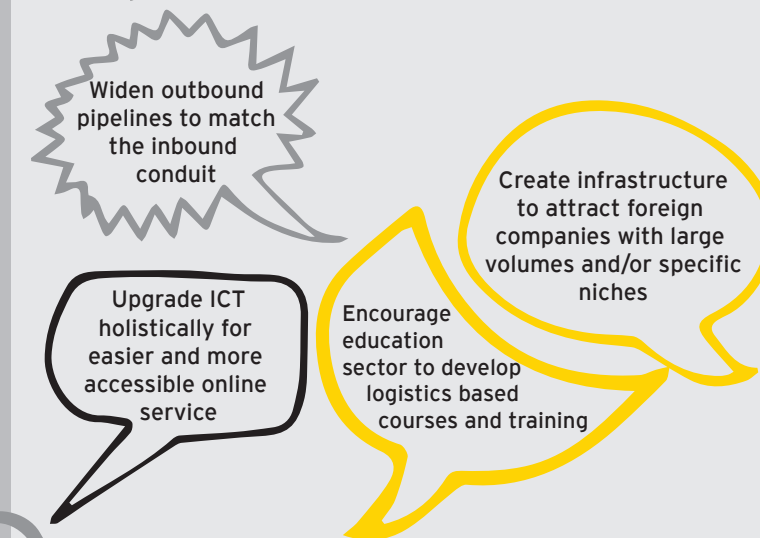 Widen outbound
pipelines to match
the inbound
conduit
Create infrastructure
to attract foreign
companies with large
volumes and/or specific
niches
Upgrade ICT
holistically for
easier and more
accessible online
service
Encourage
education
sector to develop
logistics based
courses and training